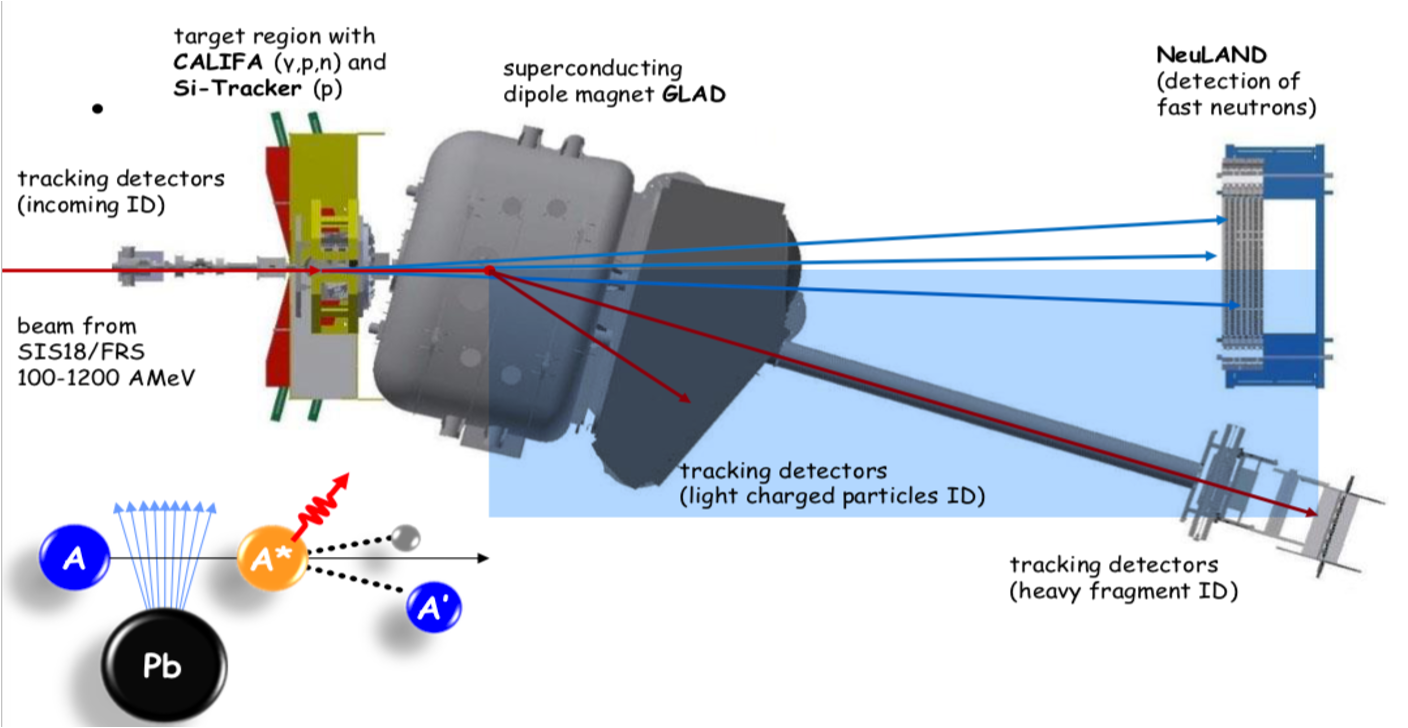 target region with
CALIFA (γ,p,n) and
Si-Tracker (p)
superconducting
dipole magnet GLAD
NeuLAND
(detection of
fast neutrons)
tracking detectors
(incoming ID)
beam from
SIS18/FRS
100-1200 AMeV
tracking detectors
(light charged particles ID)
tracking detectors
(heavy fragment ID)
A
A*
A'
Pb